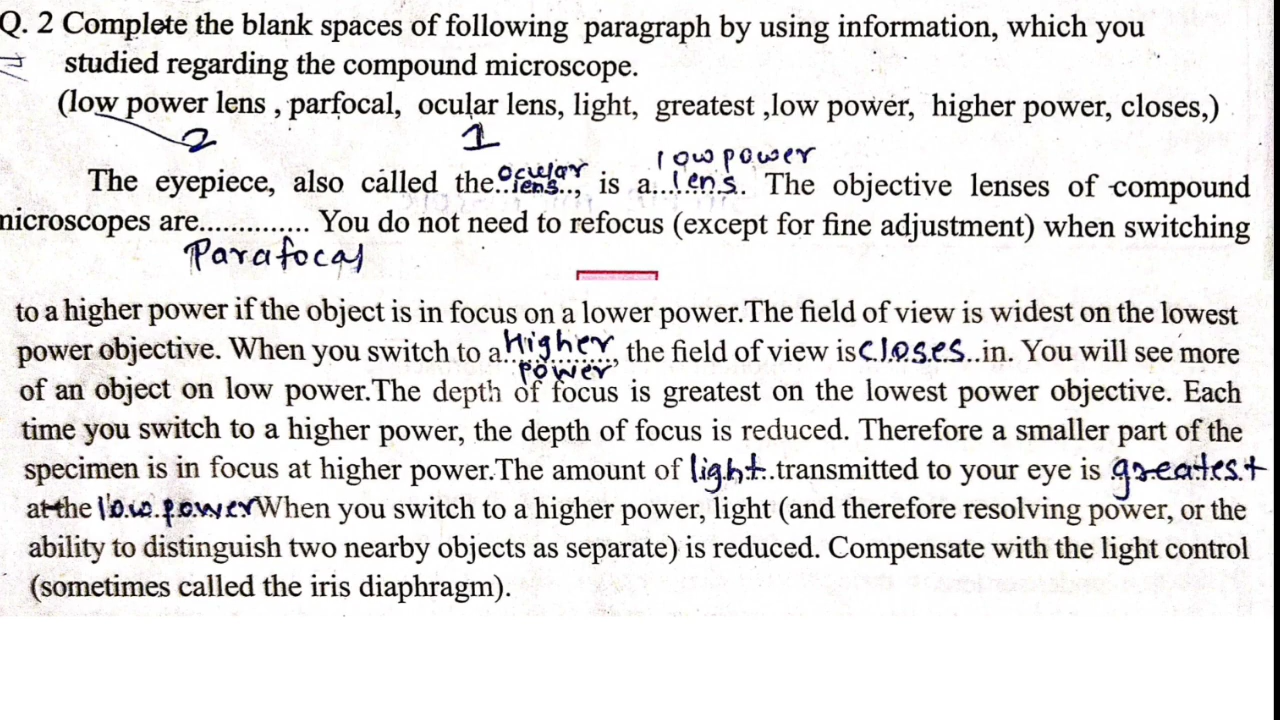 Q. 2 Complete the blank spaces of following paragraph by using information, which you
studied regarding the compound microscope.
(low power lens , parfocal, ocular lens, light, greatest ,low power, higher power, closes,)
2 1
low power
The eyepiece, also called the..ocular lens.., is a...lens.. The objective lenses of compound
microscopes are.............. You do not need to refocus (except for fine adjustment) when switching
Parafocal
to a higher power if the object is in focus on a lower power.The field of view is widest on the lowest
power objective. When you switch to a..Higher......, the field of view is closes..in. You will see more
power
of an object on low power.The depth of focus is greatest on the lowest power objective. Each
time you switch to a higher power, the depth of focus is reduced. Therefore a smaller part of the
specimen is in focus at higher power.The amount of light..transmitted to your eye is greatest
at the low power When you switch to a higher power, light (and therefore resolving power, or the
ability to distinguish two nearby objects as separate) is reduced. Compensate with the light control
(sometimes called the iris diaphragm).